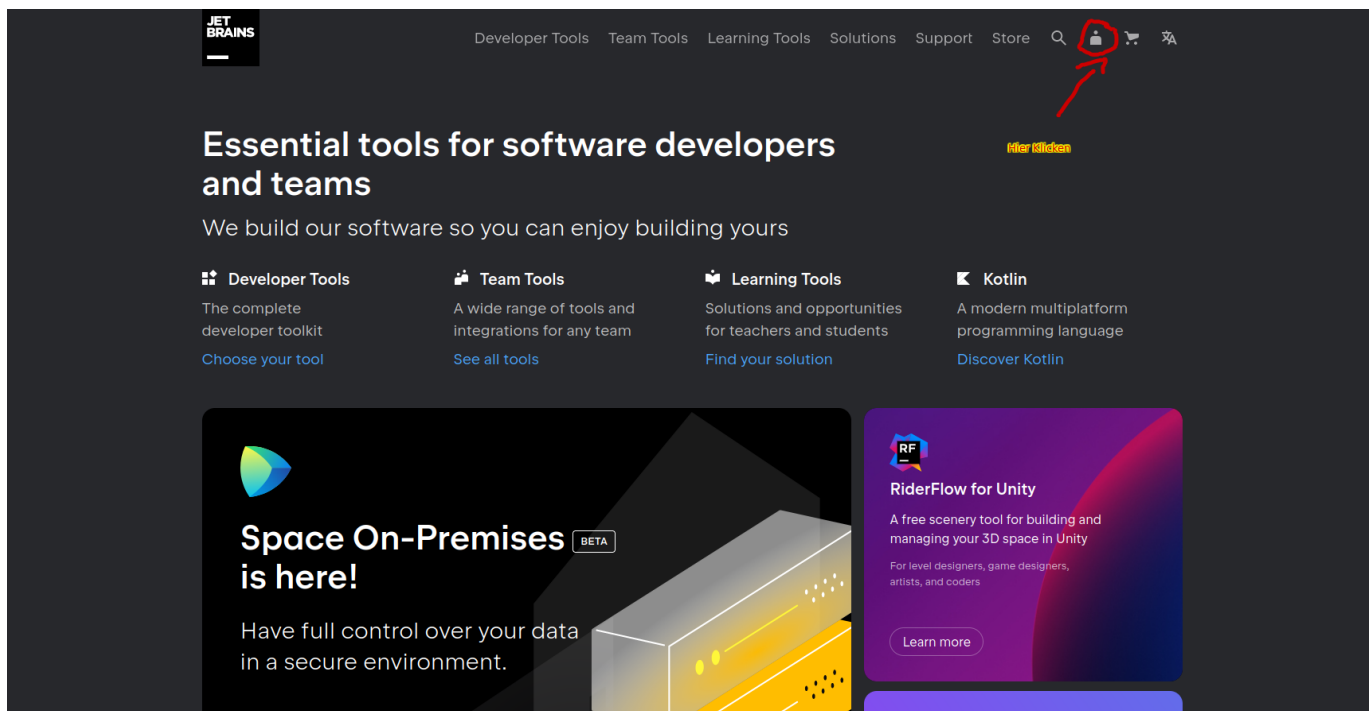 JET
BRAINS
Developer Tools Team Tools Learning Tools Solutions Support Store
Hier Klicken
Essential tools for software developers
and teams
We build our software so you can enjoy building yours
Developer Tools
The complete
developer toolkit
Choose your tool
Team Tools
A wide range of tools and
integrations for any team
See all tools
Learning Tools
Solutions and opportunities
for teachers and students
Find your solution
Kotlin
A modern multiplatform
programming language
Discover Kotlin
Space On-Premises BETA
is here!
Have full control over your data
in a secure environment.
RF
RiderFlow for Unity
A free scenery tool for building and
managing your 3D space in Unity
For level designers, game designers,
artists, and coders
Learn more